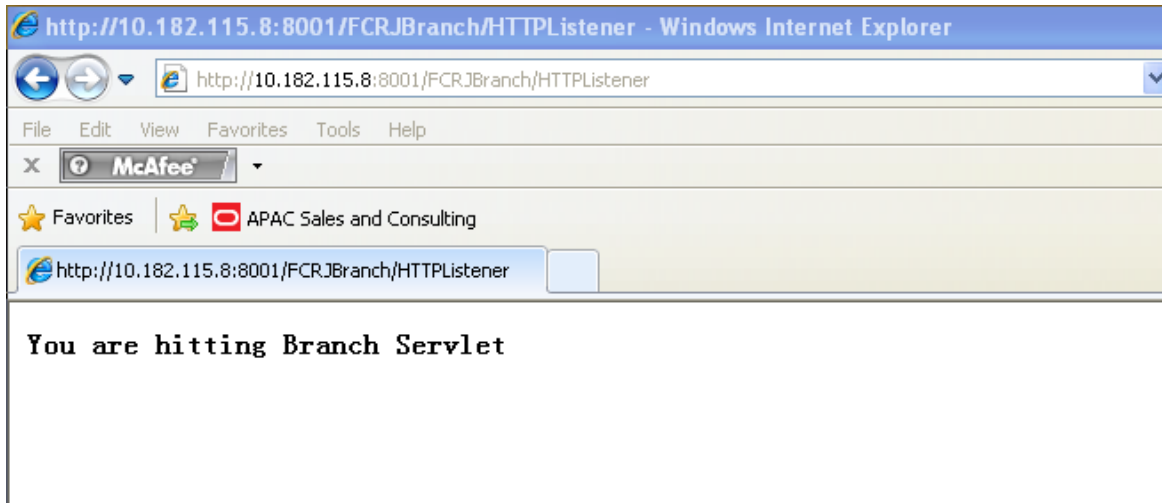 http://10.182.115.8:8001/FCRJBranch/HTTPListener - Windows Internet Explorer
http://10.182.115.8:8001/FCRJBranch/HTTPListener
File Edit View Favorites Tools Help
X ? McAfee
Favorites APAC Sales and Consulting
http://10.182.115.8:8001/FCRJBranch/HTTPListener
You are hitting Branch Servlet